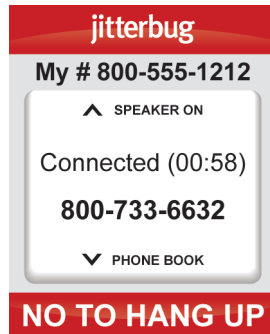 jitterbug
My # 800-555-1212
SPEAKER ON
Connected (00:58)
800-733-6632
PHONE BOOK
NO TO HANG UP